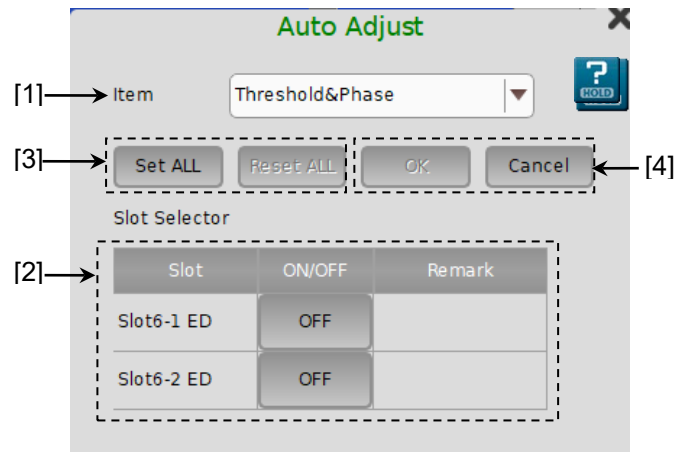 Auto Adjust
?
HOLD
[1] Item Threshold&Phase
[3] Set ALL Reset ALL OK Cancel [4]
Slot Selector
[2] Slot ON/OFF Remark
Slot6-1 ED OFF
Slot6-2 ED OFF